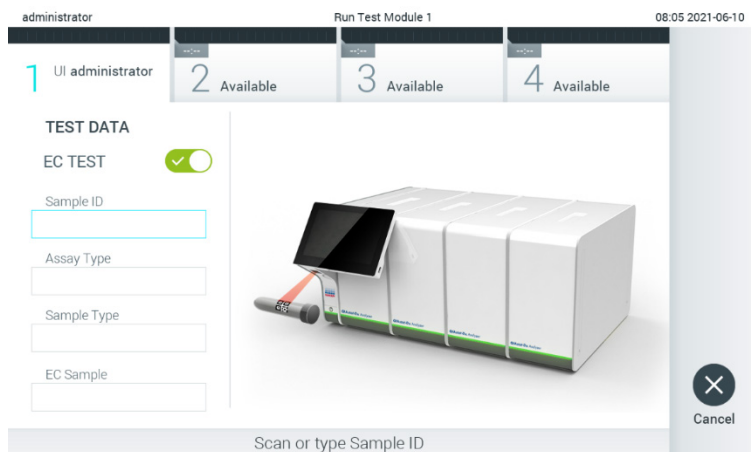 administrator Run Test Module 1 08:05 2021-06-10
--:-- --:-- --:--
1 UI administrator 2 Available 3 Available 4 Available
TEST DATA
EC TEST
Sample ID
Assay Type
Sample Type
EC Sample
Cancel
Scan or type Sample ID